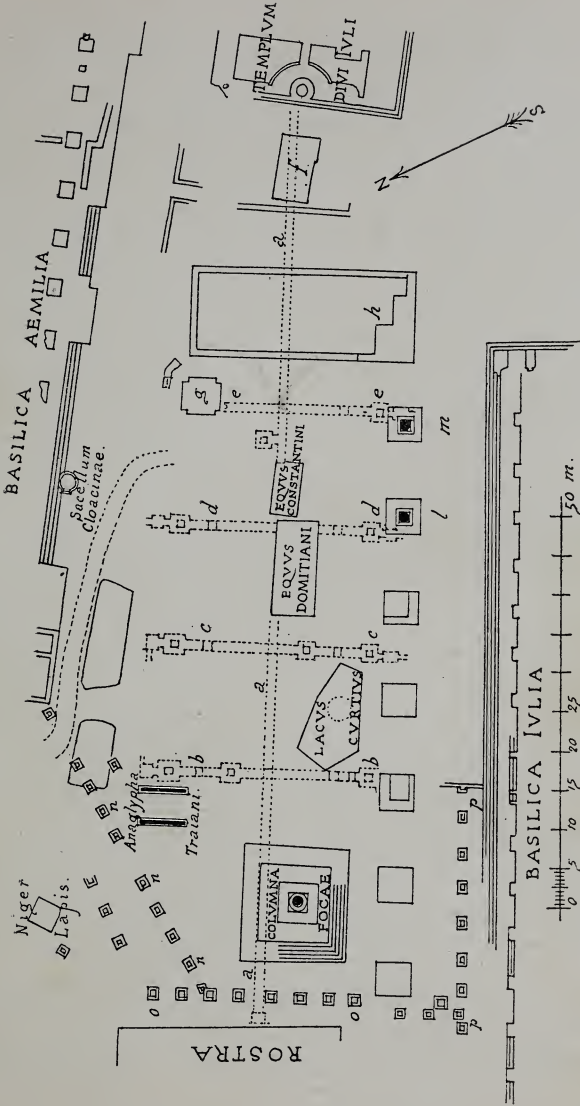 TEMPLVM
DIVI IVLI
BASILICA AEMILIA
Sacellum
Cloacinae.
f
a
h
g
e
e
m
EQVVS
CONSTANTINI
d
d
l
EQVVS
DOMITIANI
c
c
a
LACVS
CVRTIVS
b
b
Anaglypha
Traiani.
n
n
n
Niger
Lapis.
COLVMNA
FOCAE
a
o
o
p
p
ROSTRA
BASILICA IVLIA
N
S
0 5 10 15 20 25 50 m.